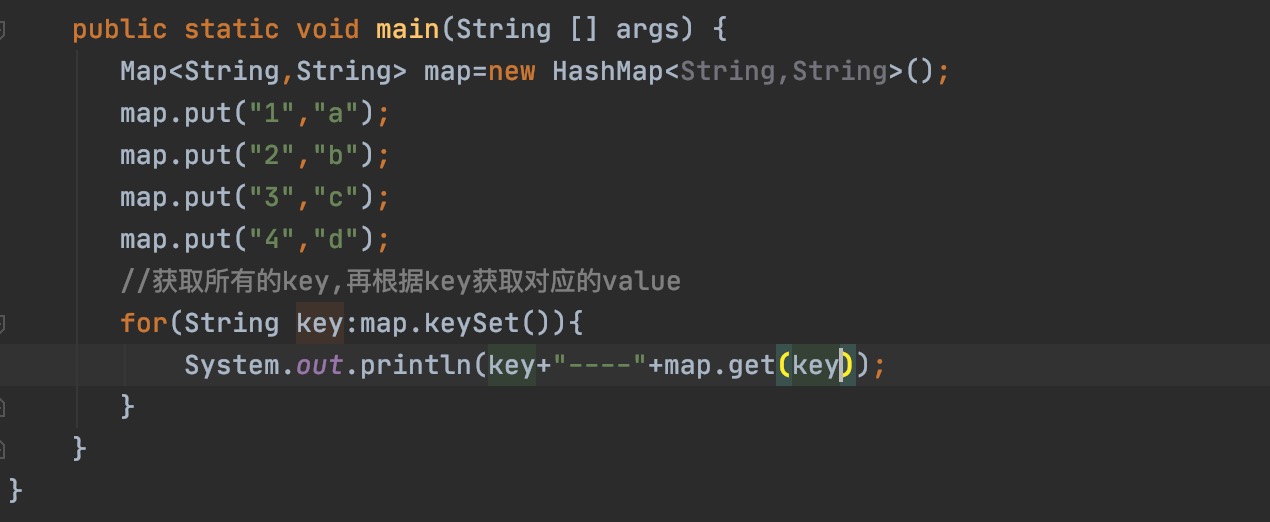 public static void main(String [] args) {
Map<String,String> map=new HashMap<String,String>();
map.put("1","a");
map.put("2","b");
map.put("3","c");
map.put("4","d");
//获取所有的key,再根据key获取对应的value
for(String key:map.keySet()){
System.out.println(key+"----"+map.get(key));
}
}
}